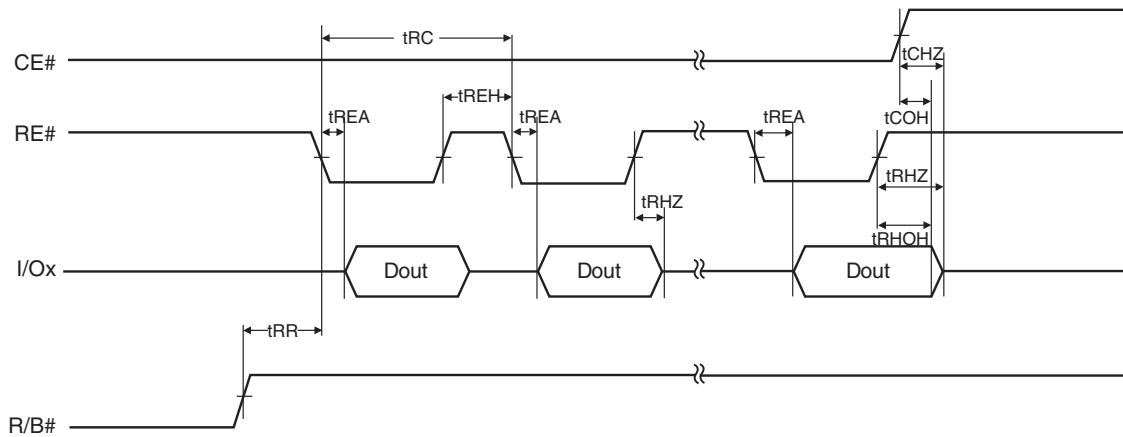 tRC
tCHZ
CE#
tREH
tREA
tREA
tREA
tCOH
RE#
tRHZ
tRHZ
tRHOH
I/Ox
Dout
Dout
Dout
tRR
R/B#